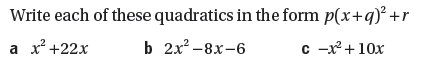 Write each of these quadratics in the form p(x+q)² + r
a x² + 22x b 2x² − 8x − 6 c −x² + 10x